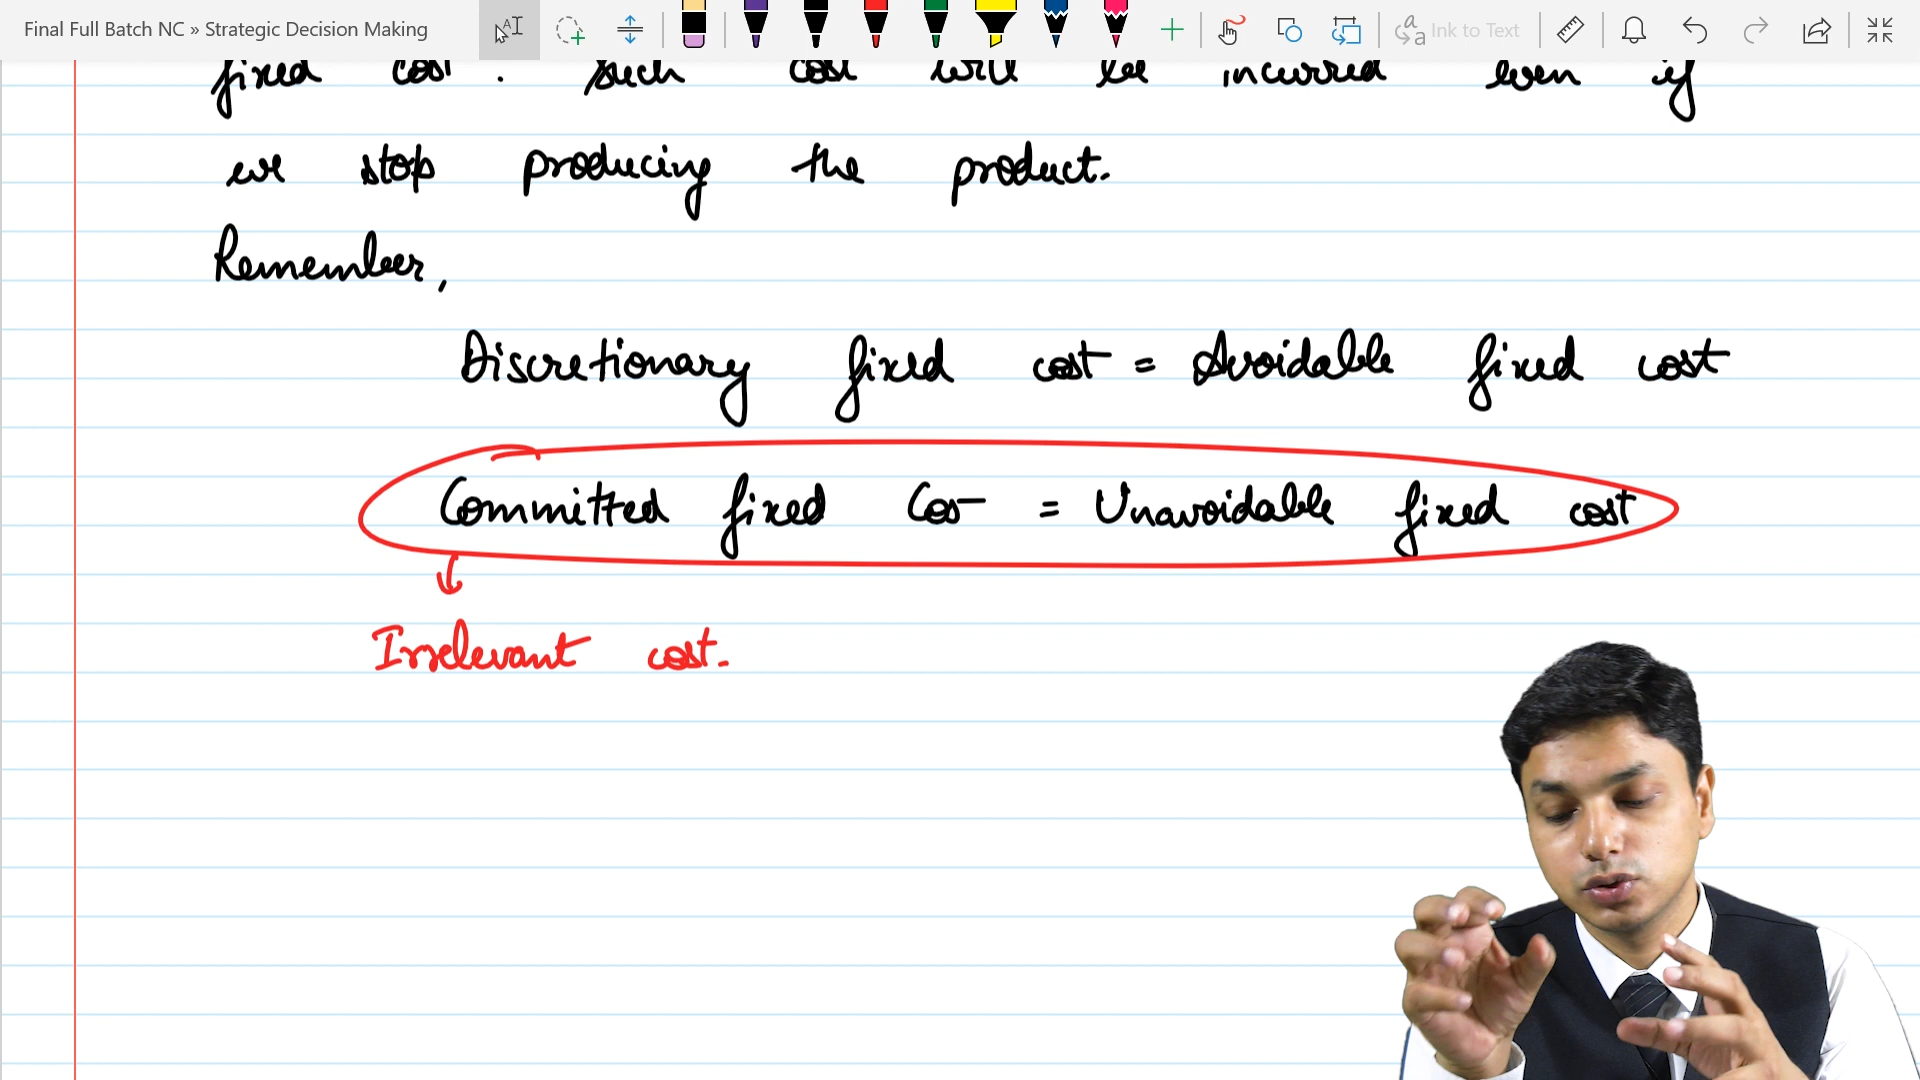 Final Full Batch NC » Strategic Decision Making
Ink to Text
fixed cost. Such cost will be incurred even if
we stop producing the product.
Remember,
Discretionary fixed cost = Avoidable fixed cost
Committed fixed Cos = Unavoidable fixed cost
Irrelevant cost.